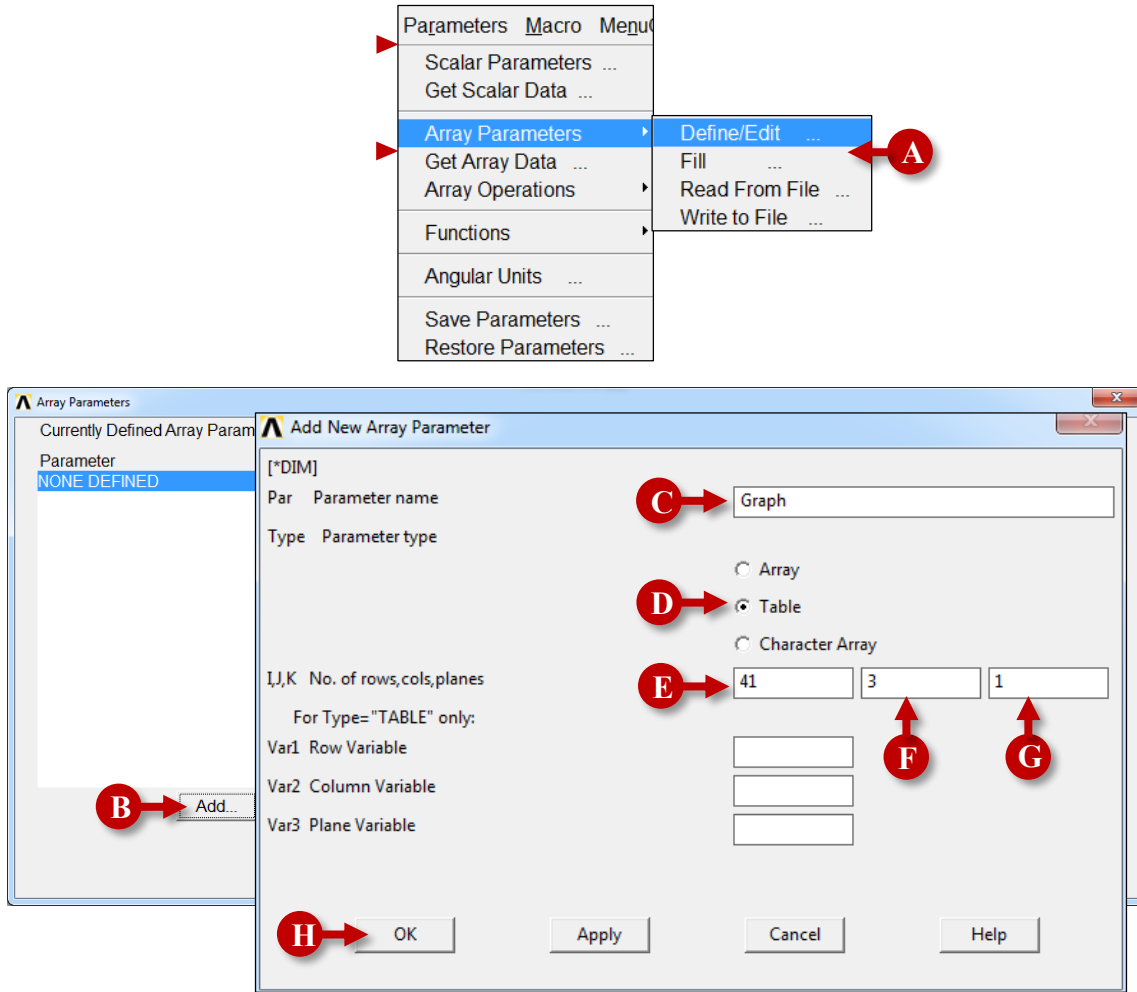 Parameters Macro Menu
Scalar Parameters ...
Get Scalar Data ...
Array Parameters
Define/Edit ...
A
Get Array Data ...
Fill ...
Array Operations
Read From File ...
Write to File ...
Functions
Angular Units ...
Save Parameters ...
Restore Parameters ...
Array Parameters
Currently Defined Array Param
Parameter
NONE DEFINED
B
Add...
Add New Array Parameter
[*DIM]
Par Parameter name
C
Graph
Type Parameter type
Array
D
Table
Character Array
I,J,K No. of rows,cols,planes
E
41 3 1
For Type="TABLE" only:
F G
Var1 Row Variable
Var2 Column Variable
Var3 Plane Variable
H
OK Apply Cancel Help